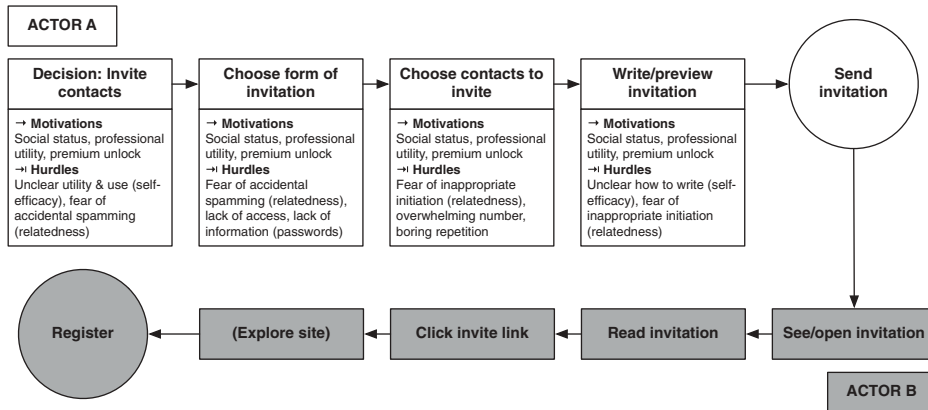 ACTOR A
Decision: Invite
contacts
→ Motivations
Social status, professional
utility, premium unlock
⇥ Hurdles
Unclear utility & use (self-
efficacy), fear of
accidental spamming
(relatedness)
Choose form of
invitation
→ Motivations
Social status, professional
utility, premium unlock
⇥ Hurdles
Fear of accidental
spamming (relatedness),
lack of access, lack of
information (passwords)
Choose contacts to
invite
→ Motivations
Social status, professional
utility, premium unlock
⇥ Hurdles
Fear of inappropriate
initiation (relatedness),
overwhelming number,
boring repetition
Write/preview
invitation
→ Motivations
Social status, professional
utility, premium unlock
⇥ Hurdles
Unclear how to write (self-
efficacy), fear of
inappropriate initiation
(relatedness)
Send
invitation
See/open invitation
Read invitation
Click invite link
(Explore site)
Register
ACTOR B